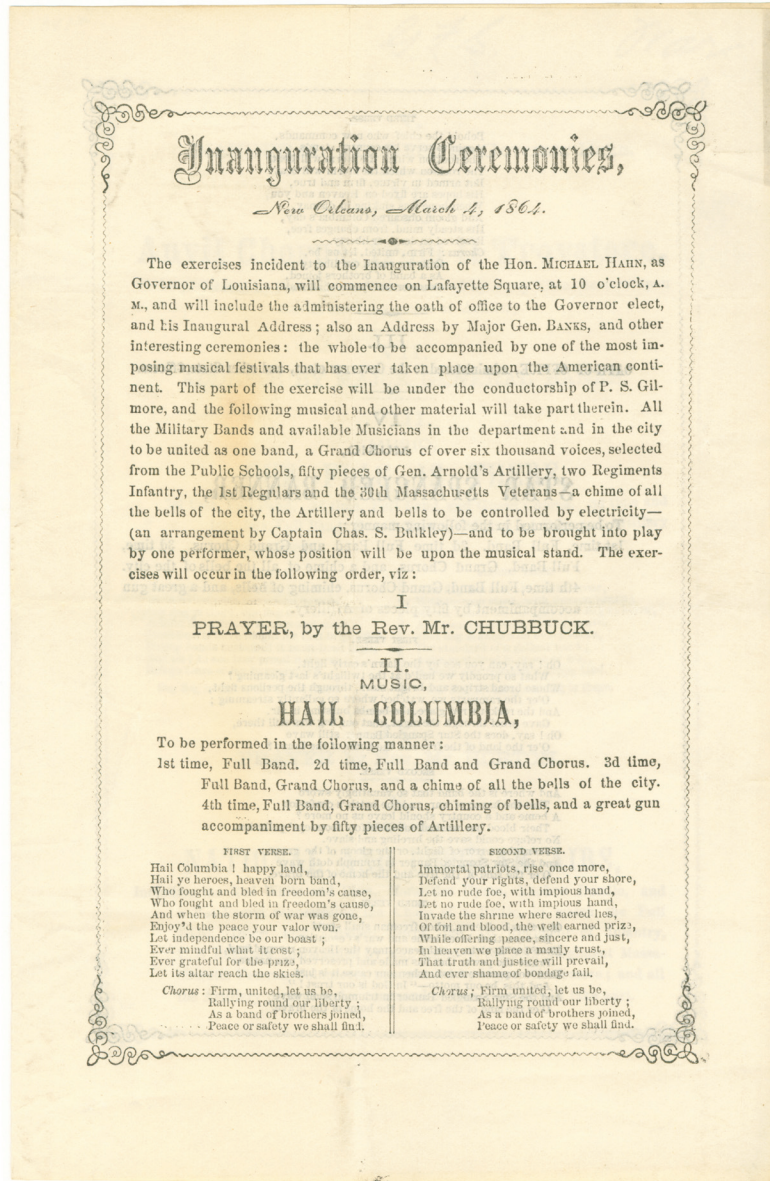 Inauguration Ceremonies,
New Orleans, March 4, 1864.
The exercises incident to the Inauguration of the Hon. MICHAEL HAHN, as
Governor of Louisiana, will commence on Lafayette Square, at 10 o'clock, A.
M., and will include the administering the oath of office to the Governor elect,
and his Inaugural Address; also an Address by Major Gen. BANKS, and other
interesting ceremonies: the whole to be accompanied by one of the most im-
posing musical festivals that has ever taken place upon the American conti-
nent. This part of the exercise will be under the conductorship of P. S. Gil-
more, and the following musical and other material will take part therein. All
the Military Bands and available Musicians in the department and in the city
to be united as one band, a Grand Chorus of over six thousand voices, selected
from the Public Schools, fifty pieces of Gen. Arnold's Artillery, two Regiments
Infantry, the 1st Regulars and the 30th Massachusetts Veterans—a chime of all
the bells of the city, the Artillery and bells to be controlled by electricity—
(an arrangement by Captain Chas. S. Bulkley)—and to be brought into play
by one performer, whose position will be upon the musical stand. The exer-
cises will occur in the following order, viz:
I
PRAYER, by the Rev. Mr. CHUBBUCK.
II.
MUSIC,
HAIL COLUMBIA,
To be performed in the following manner:
1st time, Full Band. 2d time, Full Band and Grand Chorus. 3d time,
Full Band, Grand Chorus, and a chime of all the bells of the city.
4th time, Full Band, Grand Chorus, chiming of bells, and a great gun
accompaniment by fifty pieces of Artillery.
FIRST VERSE.
Hail Columbia! happy land,
Hail ye heroes, heaven born band,
Who fought and bled in freedom's cause,
Who fought and bled in freedom's cause,
And when the storm of war was gone,
Enjoy'd the peace your valor won.
Let independence be our boast;
Ever mindful what it cost;
Ever grateful for the prize,
Let its altar reach the skies.
Chorus: Firm, united, let us be,
Rallying round our liberty;
As a band of brothers joined,
Peace or safety we shall find.
SECOND VERSE.
Immortal patriots, rise once more,
Defend your rights, defend your shore,
Let no rude foe, with impious hand,
Let no rude foe, with impious hand,
Invade the shrine where sacred lies,
Of toil and blood, the well earned prize,
While offering peace, sincere and just,
In heaven we place a manly trust,
That truth and justice will prevail,
And ever shame of bondage fail.
Chorus; Firm united, let us be,
Rallying round our liberty;
As a band of brothers joined,
Peace or safety we shall find.